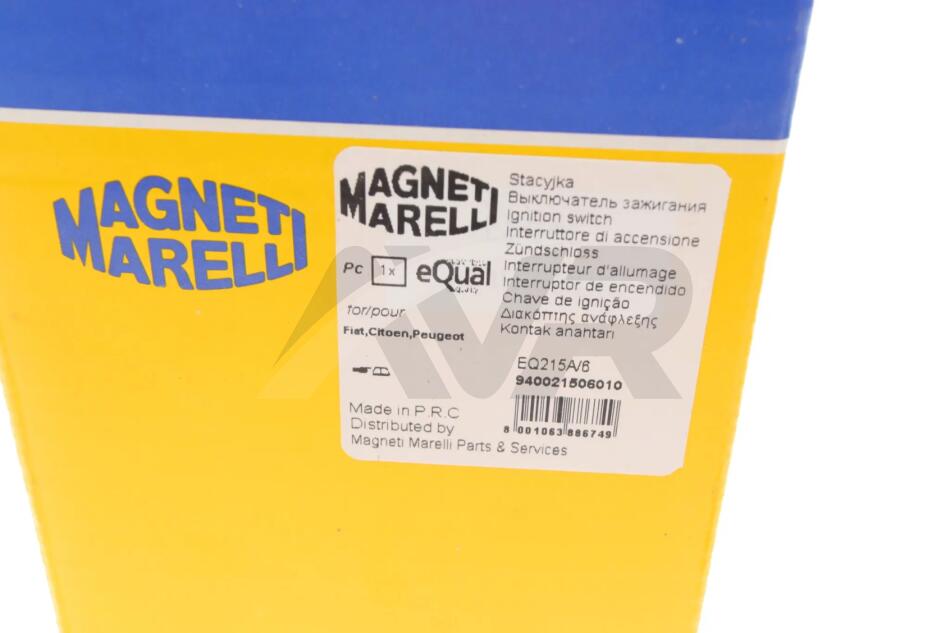 MAGNETI
MARELLI
MAGNETI
MARELLI
Pc 1x eQual
for/pour
Fiat,Citoen,Peugeot
Made in P.R.C
Distributed by
Magneti Marelli Parts & Services
Stacyjka
Выключатель зажигания
Ignition switch
Interruttore di accensione
Zündschloss
Interrupteur d'allumage
Interruptor de encendido
Chave de ignição
Διακόπτης ανάφλεξης
Kontak anahtarı
EQ215A/6
940021506010
8 001063 886749
AVR